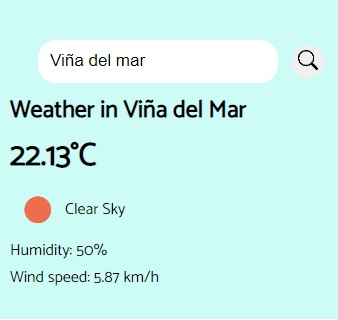 Viña del mar
Weather in Viña del Mar
22.13°C
Clear Sky
Humidity: 50%
Wind speed: 5.87 km/h